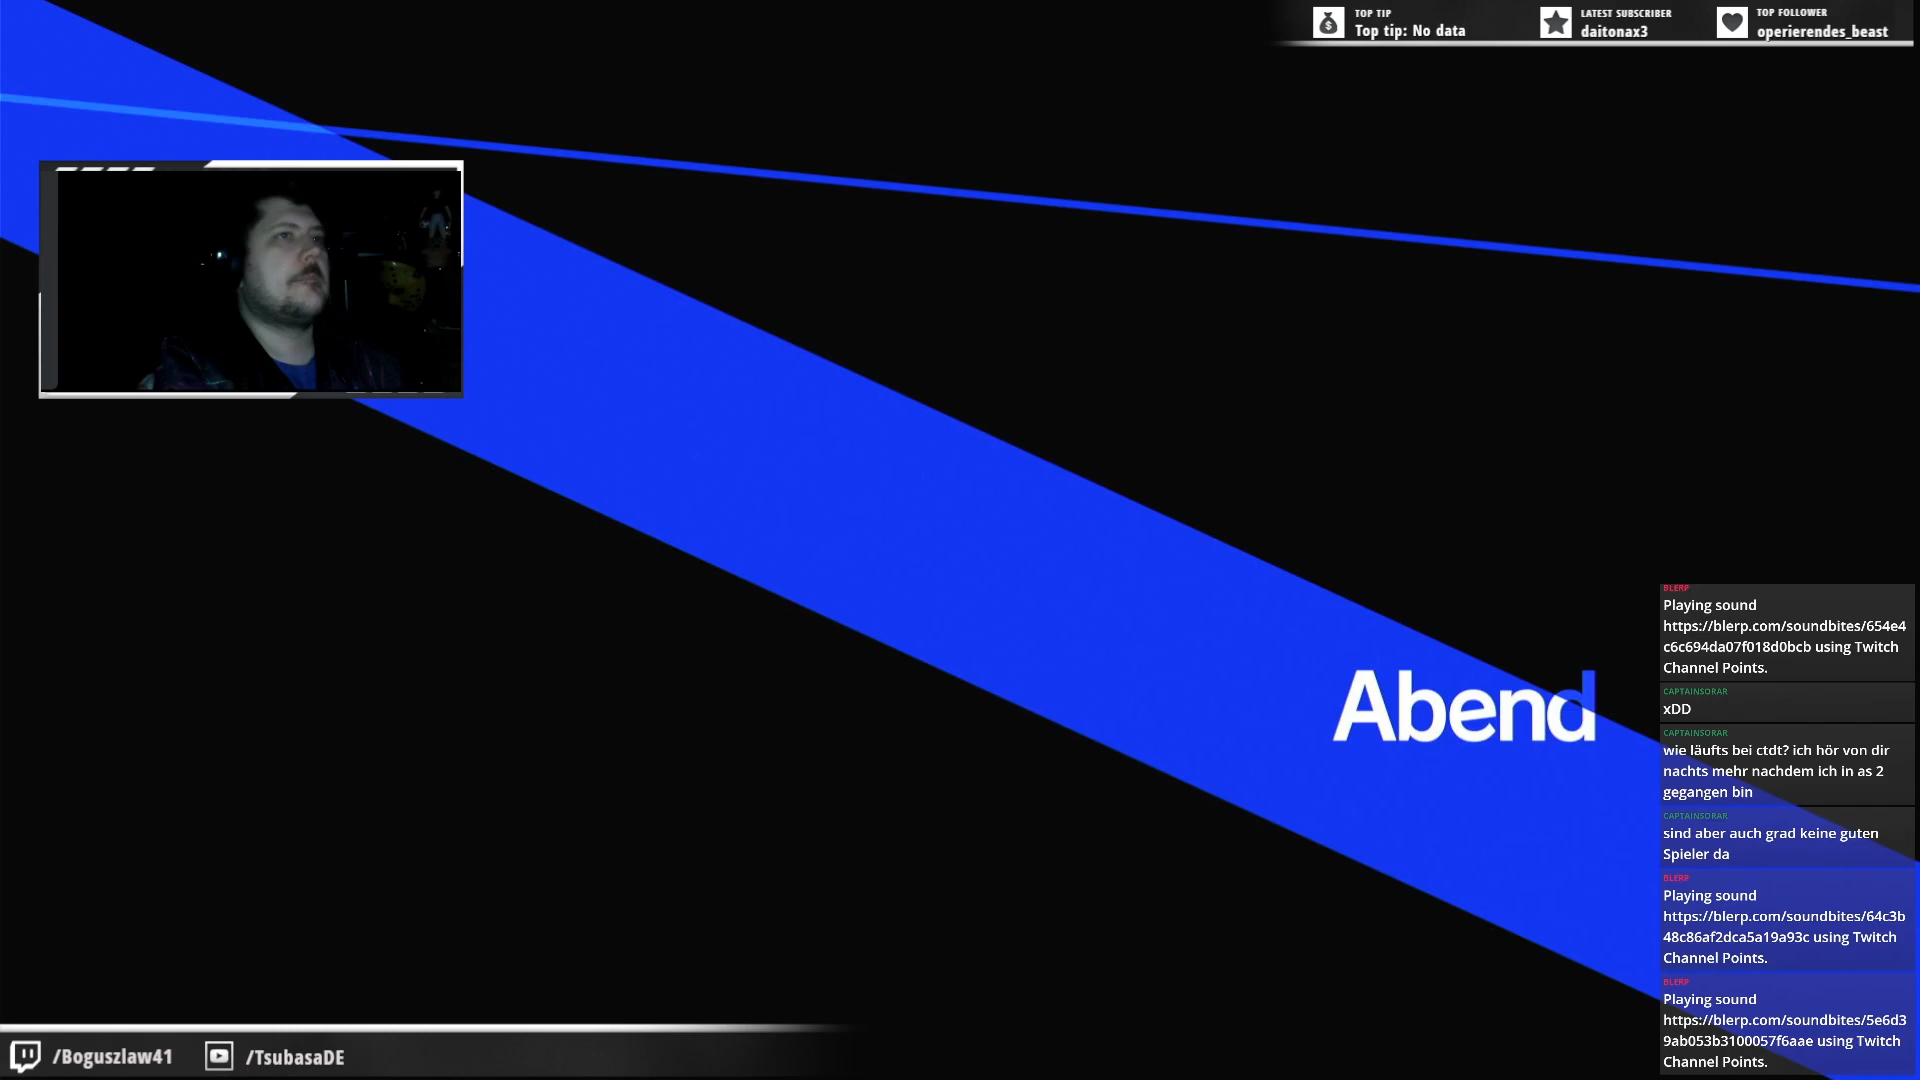 TOP TIP
Top tip: No data
LATEST SUBSCRIBER
daitonax3
TOP FOLLOWER
operierendes_beast
Abend
BLERP
Playing sound
https://blerp.com/soundbites/654e4
c6c694da07f018d0bcb using Twitch
Channel Points.
CAPTAINSORAR
xDD
CAPTAINSORAR
wie läufts bei ctdt? ich hör von dir
nachts mehr nachdem ich in as 2
gegangen bin
CAPTAINSORAR
sind aber auch grad keine guten
Spieler da
BLERP
Playing sound
https://blerp.com/soundbites/64c3b
48c86af2dca5a19a93c using Twitch
Channel Points.
BLERP
Playing sound
https://blerp.com/soundbites/5e6d3
9ab053b3100057f6aae using Twitch
Channel Points.
/Boguszlaw41
/TsubasaDE